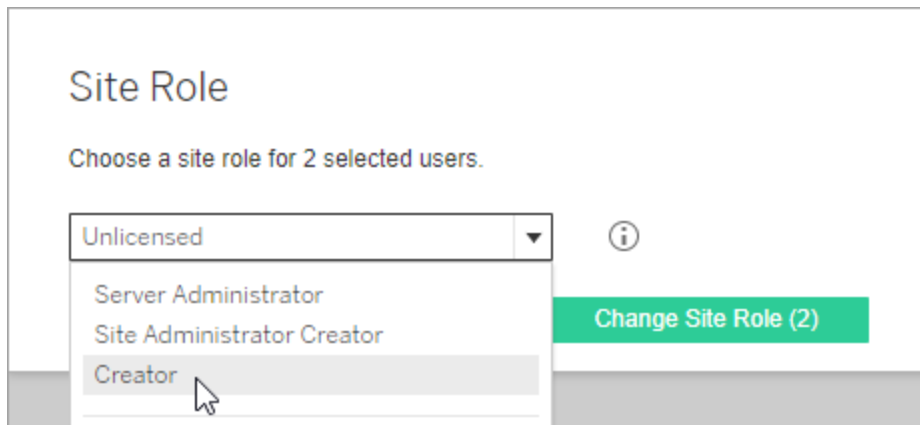 Site Role
Choose a site role for 2 selected users.
Unlicensed
Server Administrator
Site Administrator Creator
Change Site Role (2)
Creator